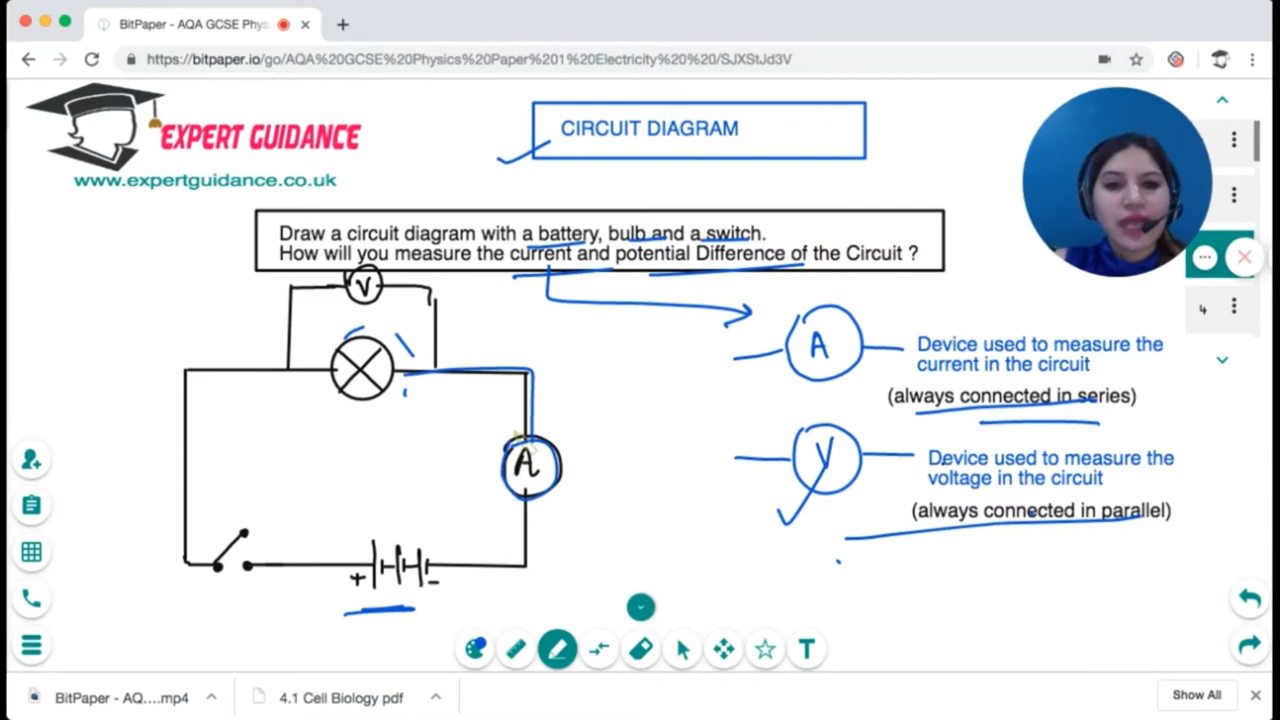 BitPaper - AQA GCSE Phys
https://bitpaper.io/go/AQA%20GCSE%20Physics%20Paper%201%20Electricity%20%20/SJXStJd3V
EXPERT GUIDANCE
www.expertguidance.co.uk
CIRCUIT DIAGRAM
Draw a circuit diagram with a battery, bulb and a switch.
How will you measure the current and potential Difference of the Circuit ?
V
A
Device used to measure the
current in the circuit
(always connected in series)
A
V
Device used to measure the
voltage in the circuit
(always connected in parallel)
+ -
4
T
BitPaper - AQ....mp4
4.1 Cell Biology pdf
Show All